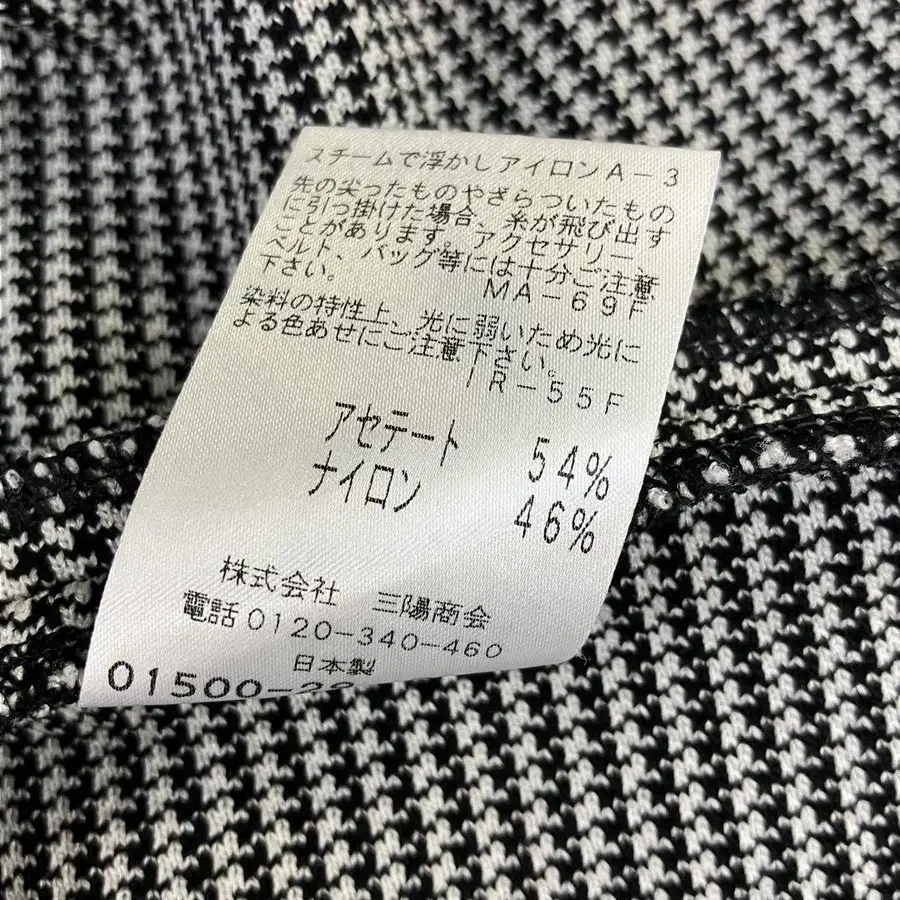 スチームで浮かしアイロンA-3
先の尖ったものやざらついたもの
に引っ掛けた場合、糸が飛び出す
ことがあります。アクセサリー、
ベルト、バッグ等には十分ご注意
下さい。 MA-69F
染料の特性上、光に弱いため光に
よる色あせにご注意下さい。
IR-55F
アセテート 54%
ナイロン 46%
株式会社 三陽商会
電話0120-340-460
日本製
01500-